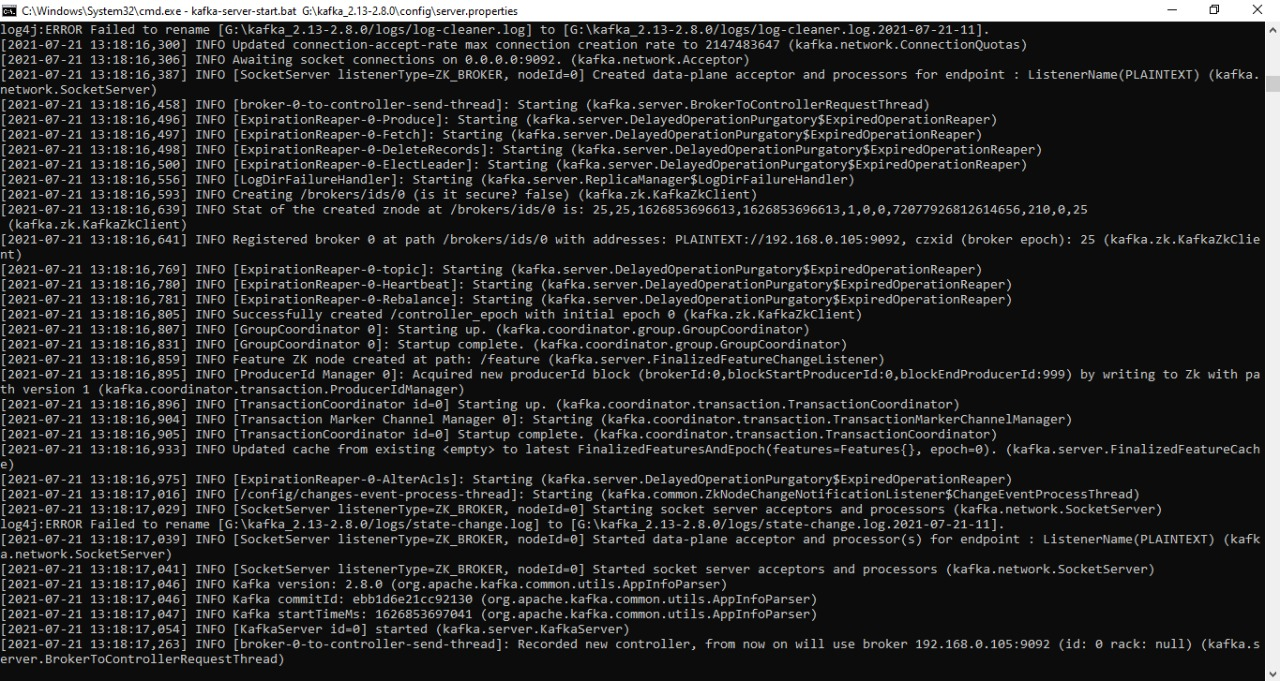 C:\Windows\System32\cmd.exe - kafka-server-start.bat G:\kafka_2.13-2.8.0\config\server.properties
log4j:ERROR Failed to rename [G:\kafka_2.13-2.8.0/logs/log-cleaner.log] to [G:\kafka_2.13-2.8.0/logs/log-cleaner.log.2021-07-21-11].
[2021-07-21 13:18:16,300] INFO Updated connection-accept-rate max connection creation rate to 2147483647 (kafka.network.ConnectionQuotas)
[2021-07-21 13:18:16,306] INFO Awaiting socket connections on 0.0.0.0:9092. (kafka.network.Acceptor)
[2021-07-21 13:18:16,387] INFO [SocketServer listenerType=ZK_BROKER, nodeId=0] Created data-plane acceptor and processors for endpoint : ListenerName(PLAINTEXT) (kafka.
network.SocketServer)
[2021-07-21 13:18:16,458] INFO [broker-0-to-controller-send-thread]: Starting (kafka.server.BrokerToControllerRequestThread)
[2021-07-21 13:18:16,496] INFO [ExpirationReaper-0-Produce]: Starting (kafka.server.DelayedOperationPurgatory$ExpiredOperationReaper)
[2021-07-21 13:18:16,497] INFO [ExpirationReaper-0-Fetch]: Starting (kafka.server.DelayedOperationPurgatory$ExpiredOperationReaper)
[2021-07-21 13:18:16,498] INFO [ExpirationReaper-0-DeleteRecords]: Starting (kafka.server.DelayedOperationPurgatory$ExpiredOperationReaper)
[2021-07-21 13:18:16,500] INFO [ExpirationReaper-0-ElectLeader]: Starting (kafka.server.DelayedOperationPurgatory$ExpiredOperationReaper)
[2021-07-21 13:18:16,556] INFO [LogDirFailureHandler]: Starting (kafka.server.ReplicaManager$LogDirFailureHandler)
[2021-07-21 13:18:16,593] INFO Creating /brokers/ids/0 (is it secure? false) (kafka.zk.KafkaZkClient)
[2021-07-21 13:18:16,639] INFO Stat of the created znode at /brokers/ids/0 is: 25,25,1626853696613,1626853696613,1,0,0,72077926812614656,210,0,25
(kafka.zk.KafkaZkClient)
[2021-07-21 13:18:16,641] INFO Registered broker 0 at path /brokers/ids/0 with addresses: PLAINTEXT://192.168.0.105:9092, czxid (broker epoch): 25 (kafka.zk.KafkaZkClie
nt)
[2021-07-21 13:18:16,769] INFO [ExpirationReaper-0-topic]: Starting (kafka.server.DelayedOperationPurgatory$ExpiredOperationReaper)
[2021-07-21 13:18:16,780] INFO [ExpirationReaper-0-Heartbeat]: Starting (kafka.server.DelayedOperationPurgatory$ExpiredOperationReaper)
[2021-07-21 13:18:16,781] INFO [ExpirationReaper-0-Rebalance]: Starting (kafka.server.DelayedOperationPurgatory$ExpiredOperationReaper)
[2021-07-21 13:18:16,805] INFO Successfully created /controller_epoch with initial epoch 0 (kafka.zk.KafkaZkClient)
[2021-07-21 13:18:16,807] INFO [GroupCoordinator 0]: Starting up. (kafka.coordinator.group.GroupCoordinator)
[2021-07-21 13:18:16,831] INFO [GroupCoordinator 0]: Startup complete. (kafka.coordinator.group.GroupCoordinator)
[2021-07-21 13:18:16,859] INFO Feature ZK node created at path: /feature (kafka.server.FinalizedFeatureChangeListener)
[2021-07-21 13:18:16,895] INFO [ProducerId Manager 0]: Acquired new producerId block (brokerId:0,blockStartProducerId:0,blockEndProducerId:999) by writing to Zk with pa
th version 1 (kafka.coordinator.transaction.ProducerIdManager)
[2021-07-21 13:18:16,896] INFO [TransactionCoordinator id=0] Starting up. (kafka.coordinator.transaction.TransactionCoordinator)
[2021-07-21 13:18:16,904] INFO [Transaction Marker Channel Manager 0]: Starting (kafka.coordinator.transaction.TransactionMarkerChannelManager)
[2021-07-21 13:18:16,905] INFO [TransactionCoordinator id=0] Startup complete. (kafka.coordinator.transaction.TransactionCoordinator)
[2021-07-21 13:18:16,933] INFO Updated cache from existing <empty> to latest FinalizedFeaturesAndEpoch(features=Features{}, epoch=0). (kafka.server.FinalizedFeatureCach
e)
[2021-07-21 13:18:16,975] INFO [ExpirationReaper-0-AlterAcls]: Starting (kafka.server.DelayedOperationPurgatory$ExpiredOperationReaper)
[2021-07-21 13:18:17,016] INFO [/config/changes-event-process-thread]: Starting (kafka.common.ZkNodeChangeNotificationListener$ChangeEventProcessThread)
[2021-07-21 13:18:17,029] INFO [SocketServer listenerType=ZK_BROKER, nodeId=0] Starting socket server acceptors and processors (kafka.network.SocketServer)
log4j:ERROR Failed to rename [G:\kafka_2.13-2.8.0/logs/state-change.log] to [G:\kafka_2.13-2.8.0/logs/state-change.log.2021-07-21-11].
[2021-07-21 13:18:17,039] INFO [SocketServer listenerType=ZK_BROKER, nodeId=0] Started data-plane acceptor and processor(s) for endpoint : ListenerName(PLAINTEXT) (kafk
a.network.SocketServer)
[2021-07-21 13:18:17,041] INFO [SocketServer listenerType=ZK_BROKER, nodeId=0] Started socket server acceptors and processors (kafka.network.SocketServer)
[2021-07-21 13:18:17,046] INFO Kafka version: 2.8.0 (org.apache.kafka.common.utils.AppInfoParser)
[2021-07-21 13:18:17,046] INFO Kafka commitId: ebb1d6e21cc92130 (org.apache.kafka.common.utils.AppInfoParser)
[2021-07-21 13:18:17,047] INFO Kafka startTimeMs: 1626853697041 (org.apache.kafka.common.utils.AppInfoParser)
[2021-07-21 13:18:17,054] INFO [KafkaServer id=0] started (kafka.server.KafkaServer)
[2021-07-21 13:18:17,263] INFO [broker-0-to-controller-send-thread]: Recorded new controller, from now on will use broker 192.168.0.105:9092 (id: 0 rack: null) (kafka.s
erver.BrokerToControllerRequestThread)